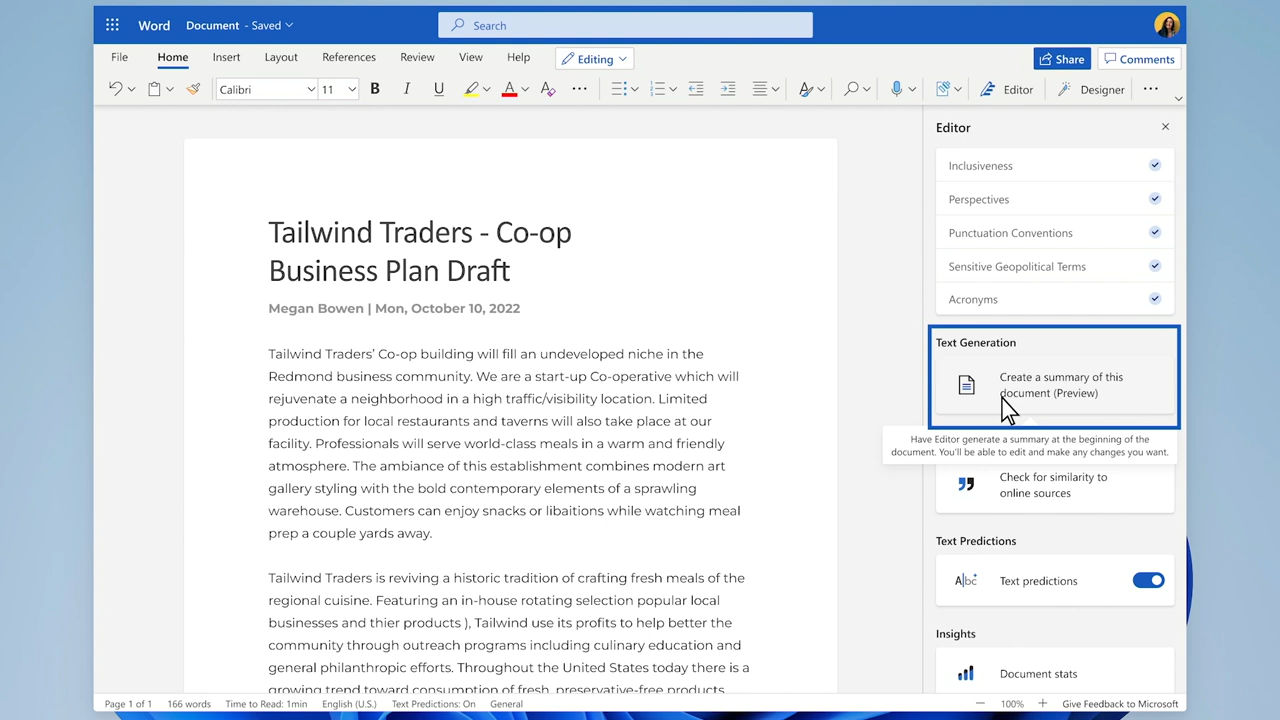 Word Document - Saved
Search
File Home Insert Layout References Review View Help Editing
Share Comments
Calibri 11 B I U A Editor Designer
Editor
Inclusiveness
Perspectives
Punctuation Conventions
Sensitive Geopolitical Terms
Acronyms
Text Generation
Create a summary of this
document (Preview)
Have Editor generate a summary at the beginning of the
document. You'll be able to edit and make any changes you want.
Check for similarity to
online sources
Text Predictions
Abc Text predictions
Insights
Document stats
Tailwind Traders - Co-op
Business Plan Draft
Megan Bowen | Mon, October 10, 2022
Tailwind Traders' Co-op building will fill an undeveloped niche in the
Redmond business community. We are a start-up Co-operative which will
rejuvenate a neighborhood in a high traffic/visibility location. Limited
production for local restaurants and taverns will also take place at our
facility. Professionals will serve world-class meals in a warm and friendly
atmosphere. The ambiance of this establishment combines modern art
gallery styling with the bold contemporary elements of a sprawling
warehouse. Customers can enjoy snacks or libaitions while watching meal
prep a couple yards away.
Tailwind Traders is reviving a historic tradition of crafting fresh meals of the
regional cuisine. Featuring an in-house rotating selection popular local
businesses and thier products ), Tailwind use its profits to help better the
community through outreach programs including culinary education and
general philanthropic efforts. Throughout the United States today there is a
growing trend toward consumption of fresh, preservative-free products
Page 1 of 1 166 words Time to Read: 1min English (U.S.) Text Predictions: On General
100% Give Feedback to Microsoft